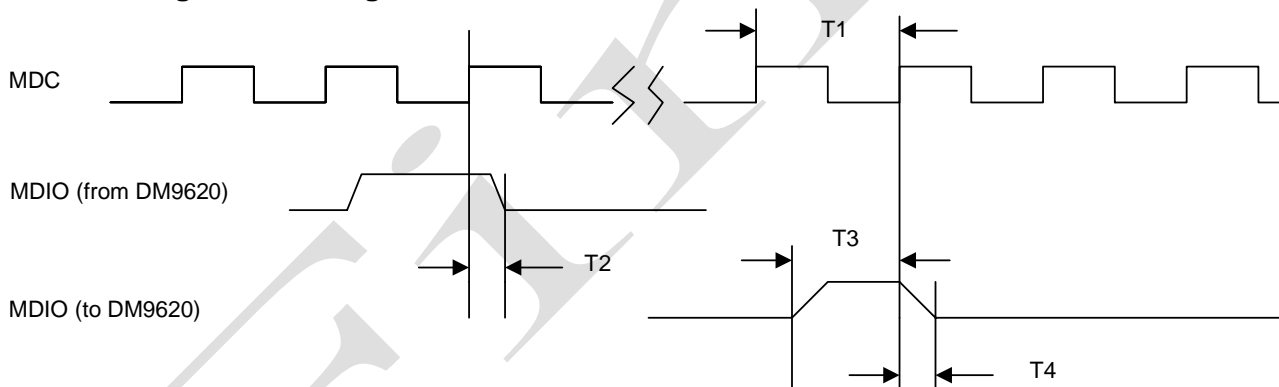 T1
MDC
MDIO (from DM9620)
T2
T3
MDIO (to DM9620)
T4